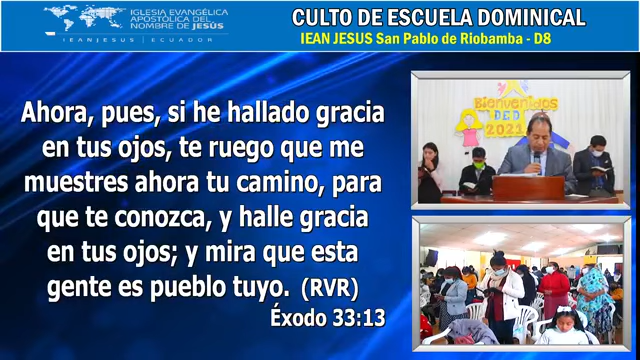 IGLESIA EVANGÉLICA
APOSTÓLICA DEL
NOMBRE DE JESÚS
IEANJESUS | ECUADOR
CULTO DE ESCUELA DOMINICAL
IEAN JESUS San Pablo de Riobamba - D8
Ahora, pues, si he hallado gracia
en tus ojos, te ruego que me
muestres ahora tu camino, para
que te conozca, y halle gracia
en tus ojos; y mira que esta
gente es pueblo tuyo. (RVR)
Éxodo 33:13
Bienvenidos
DED
2021